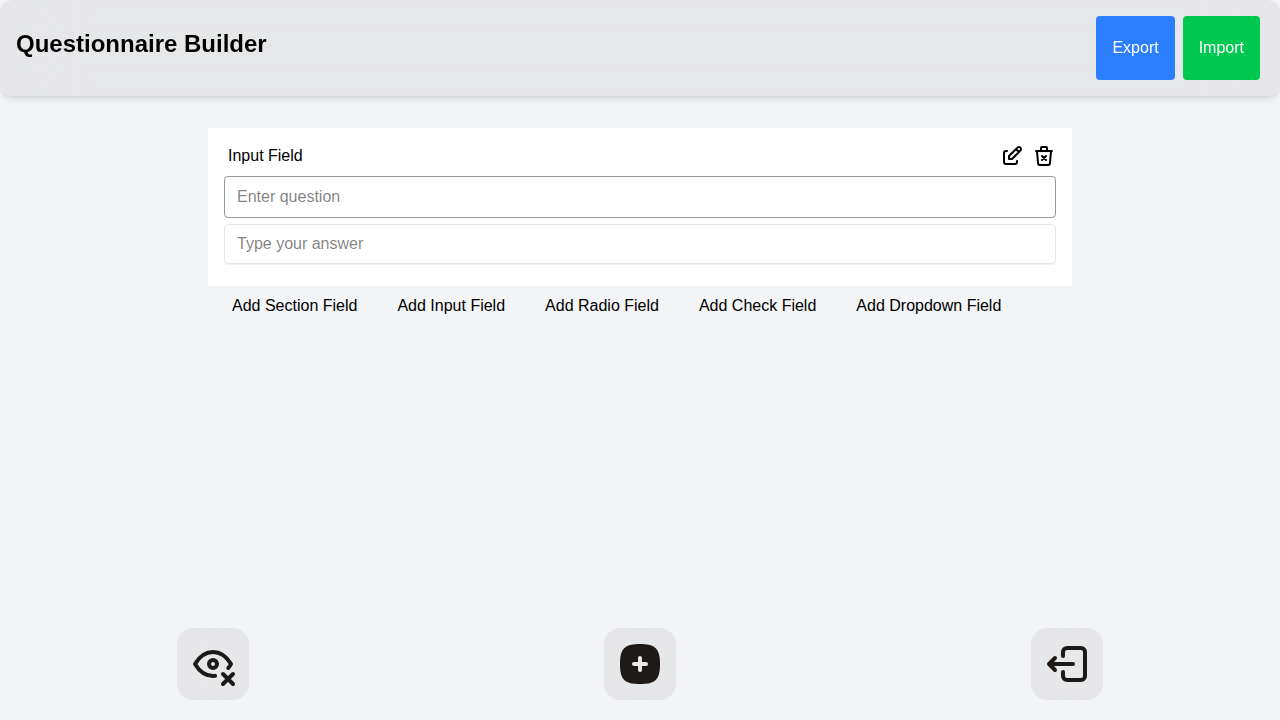 Questionnaire Builder
Export
Import
Input Field
Enter question
Type your answer
Add Section Field
Add Input Field
Add Radio Field
Add Check Field
Add Dropdown Field